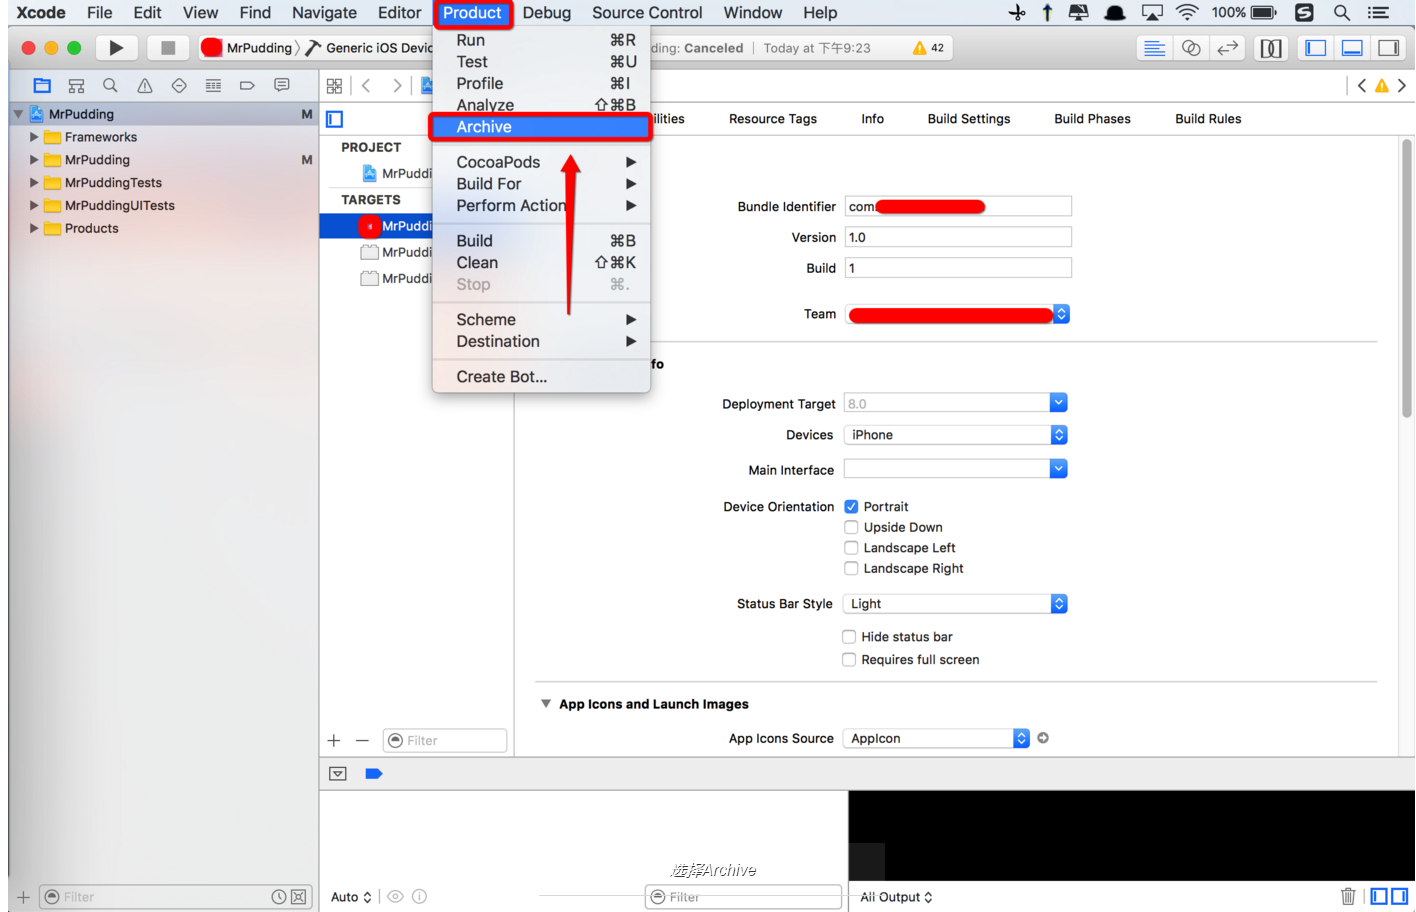 Xcode File Edit View Find Navigate Editor Product Debug Source Control Window Help 100%
MrPudding Generic iOS Devic ding: Canceled Today at 下午9:23 42
Run ⌘R
Test ⌘U
Profile ⌘I
Analyze ⇧⌘B
Archive
CocoaPods
Build For
Perform Action
Build ⌘B
Clean ⇧⌘K
Stop ⌘.
Scheme
Destination
Create Bot...
MrPudding M
Frameworks
MrPudding M
MrPuddingTests
MrPuddingUITests
Products
PROJECT
MrPuddi
TARGETS
MrPuddi
MrPuddi
MrPuddi
ilities Resource Tags Info Build Settings Build Phases Build Rules
Bundle Identifier com
Version 1.0
Build 1
Team
fo
Deployment Target 8.0
Devices iPhone
Main Interface
Device Orientation Portrait
Upside Down
Landscape Left
Landscape Right
Status Bar Style Light
Hide status bar
Requires full screen
App Icons and Launch Images
App Icons Source AppIcon
Filter
选择Archive
Filter
Auto
Filter
All Output